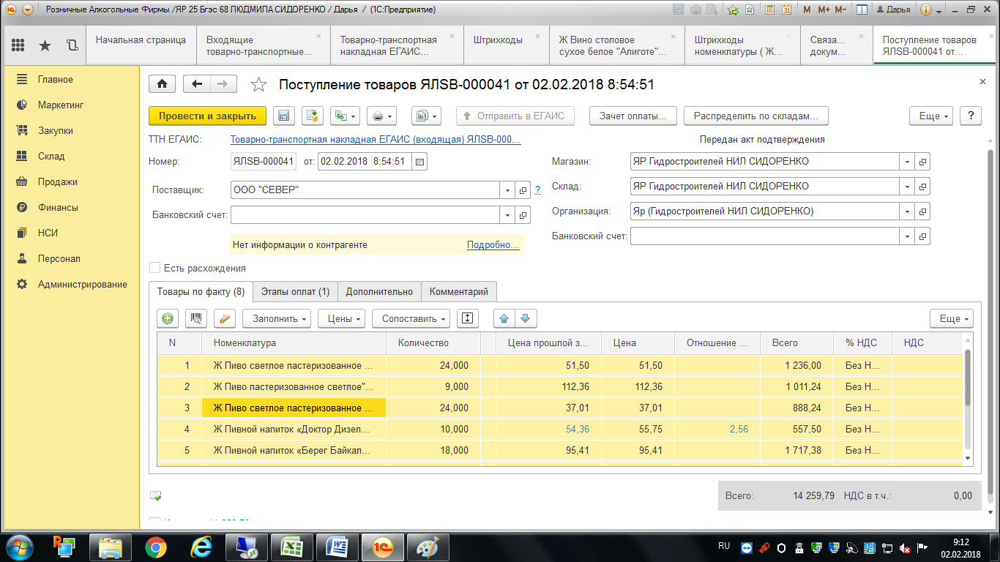 Розничные Алкогольные Фирмы /ЯР 25 Бгэс 68 ЛЮДМИЛА СИДОРЕНКО / Дарья / (1С:Предприятие)
M M+ M-
Дарья
Начальная страница
Входящие
товарно-транспортные...
Товарно-транспортная
накладная ЕГАИС...
Штрихкоды
Ж Вино столовое
сухое белое "Алиготе"...
Штрихкоды
номенклатуры ( Ж...
Связа...
докум...
Поступление товаров
ЯЛSB-000041 от...
Главное
Маркетинг
Закупки
Склад
Продажи
Финансы
НСИ
Персонал
Администрирование
Поступление товаров ЯЛSB-000041 от 02.02.2018 8:54:51
Провести и закрыть
Отправить в ЕГАИС
Зачет оплаты...
Распределить по складам...
Еще
?
ТТН ЕГАИС: Товарно-транспортная накладная ЕГАИС (входящая) ЯЛSB-000...
Передан акт подтверждения
Номер: ЯЛSB-000041 от: 02.02.2018 8:54:51
Магазин: ЯР Гидростроителей НИЛ СИДОРЕНКО
Поставщик: ООО "СЕВЕР" ?
Склад: ЯР Гидростроителей НИЛ СИДОРЕНКО
Банковский счет:
Организация: Яр (Гидростроителей НИЛ СИДОРЕНКО)
Банковский счет:
Нет информации о контрагенте Подробно...
Есть расхождения
Товары по факту (8) Этапы оплат (1) Дополнительно Комментарий
Заполнить Цены Сопоставить Еще
N Номенклатура Количество Цена прошлой з... Цена Отношение ... Всего % НДС НДС
1 Ж Пиво светлое пастеризованное ... 24,000 51,50 51,50 1 236,00 Без Н...
2 Ж Пиво пастеризованное светлое"... 9,000 112,36 112,36 1 011,24 Без Н...
3 Ж Пиво светлое пастеризованное ... 24,000 37,01 37,01 888,24 Без Н...
4 Ж Пивной напиток «Доктор Дизел... 10,000 54,36 55,75 2,56 557,50 Без Н...
5 Ж Пивной напиток «Берег Байкал... 18,000 95,41 95,41 1 717,38 Без Н...
Всего: 14 259,79 НДС в т.ч.: 0,00
RU
9:12
02.02.2018